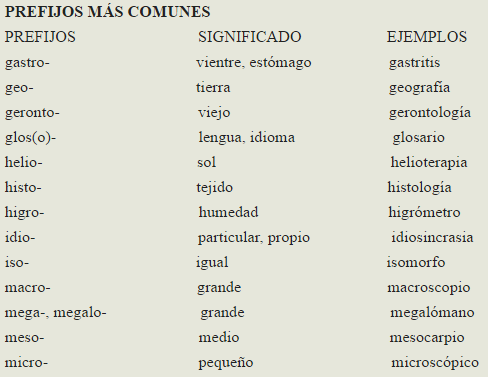 PREFIJOS MÁS COMUNES
PREFIJOS SIGNIFICADO EJEMPLOS
gastro- vientre, estómago gastritis
geo- tierra geografía
geronto- viejo gerontología
glos(o)- lengua, idioma glosario
helio- sol helioterapia
histo- tejido histología
higro- humedad higrómetro
idio- particular, propio idiosincrasia
iso- igual isomorfo
macro- grande macroscopio
mega-, megalo- grande megalómano
meso- medio mesocarpio
micro- pequeño microscópico